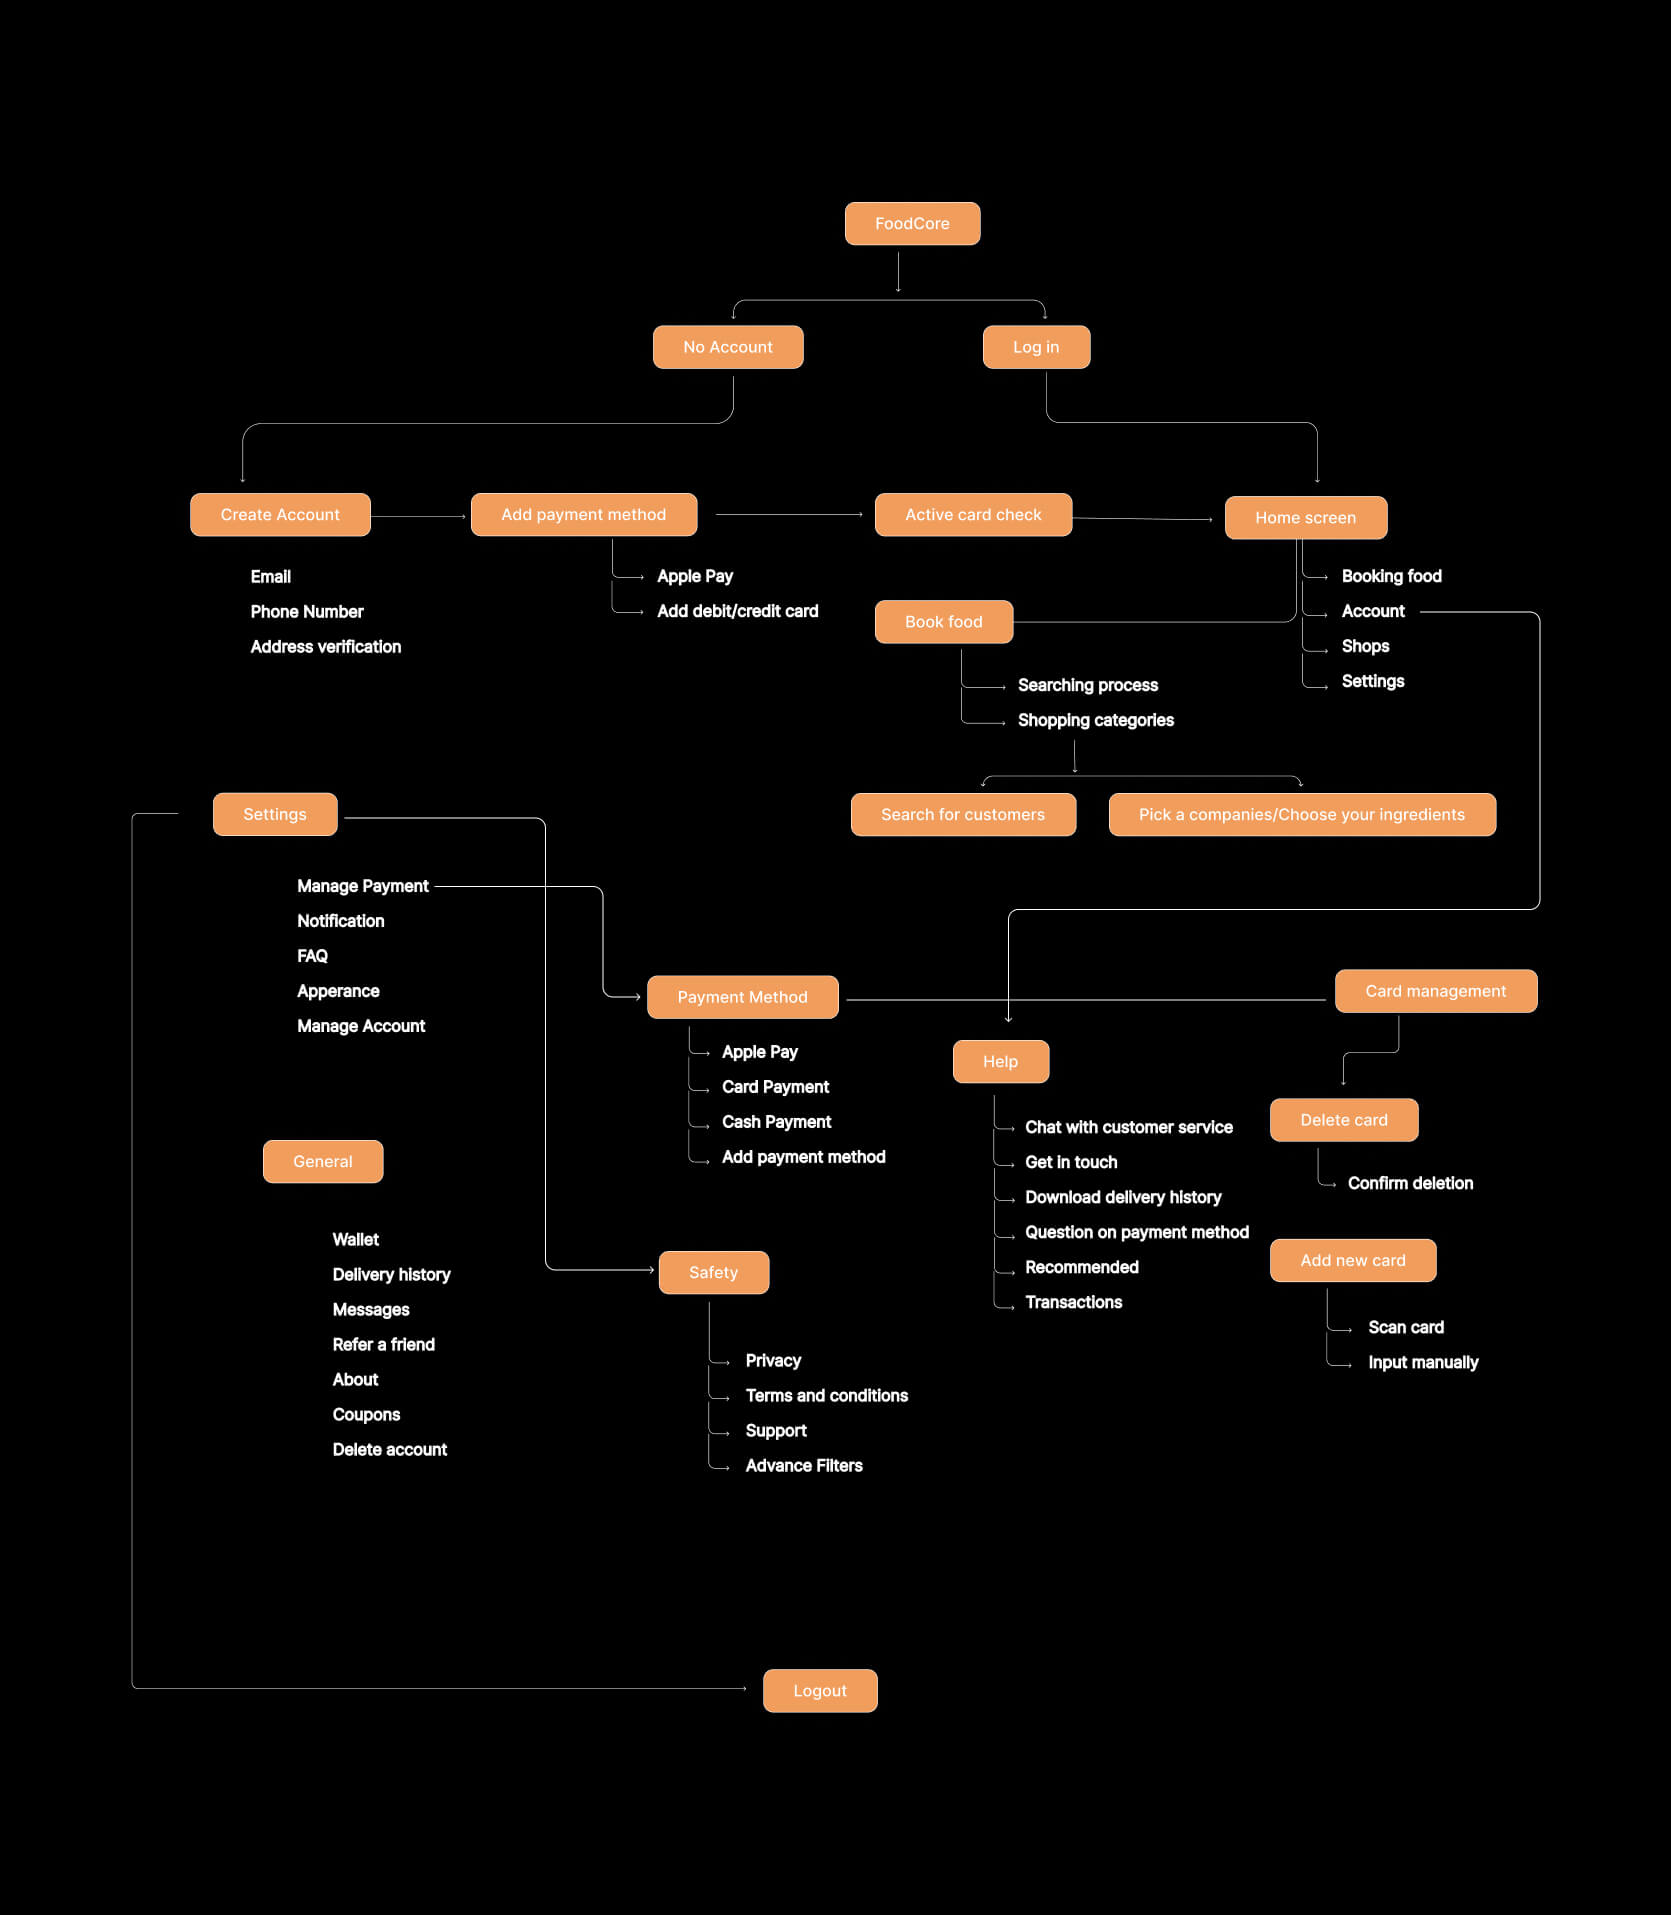 FoodCore
No Account
Log in
Create Account
Add payment method
Active card check
Home screen
Email
Phone Number
Address verification
Apple Pay
Add debit/credit card
Booking food
Account
Shops
Settings
Book food
Searching process
Shopping categories
Search for customers
Pick a companies/Choose your ingredients
Settings
Manage Payment
Notification
FAQ
Apperance
Manage Account
Payment Method
Apple Pay
Card Payment
Cash Payment
Add payment method
Card management
Help
Chat with customer service
Get in touch
Download delivery history
Question on payment method
Recommended
Transactions
Delete card
Confirm deletion
Add new card
Scan card
Input manually
General
Wallet
Delivery history
Messages
Refer a friend
About
Coupons
Delete account
Safety
Privacy
Terms and conditions
Support
Advance Filters
Logout